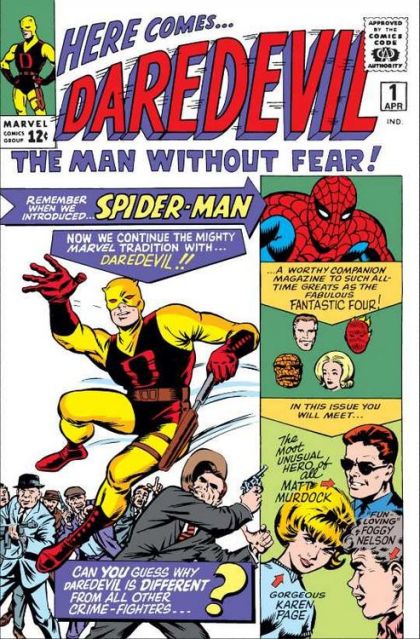 HERE COMES...
DAREDEVIL
APPROVED
BY THE
COMICS
CODE
CA
AUTHORITY
MARVEL
COMICS
GROUP
12¢
1
APR
IND.
THE MAN WITHOUT FEAR!
REMEMBER
WHEN WE
INTRODUCED...
SPIDER-MAN
NOW WE CONTINUE THE MIGHTY
MARVEL TRADITION WITH...
DAREDEVIL!!
D
...A WORTHY COMPANION
MAGAZINE TO SUCH ALL-
TIME GREATS AS THE
FABULOUS
FANTASTIC FOUR!
IN THIS ISSUE YOU
WILL MEET...
The
Most
UNUSUAL
HERO of
all
MATT
MURDOCK
"FUN-
LOVING"
FOGGY
NELSON
GORGEOUS
KAREN
PAGE
CAN YOU GUESS WHY
DAREDEVIL IS DIFFERENT
FROM ALL OTHER
CRIME-FIGHTERS...
?